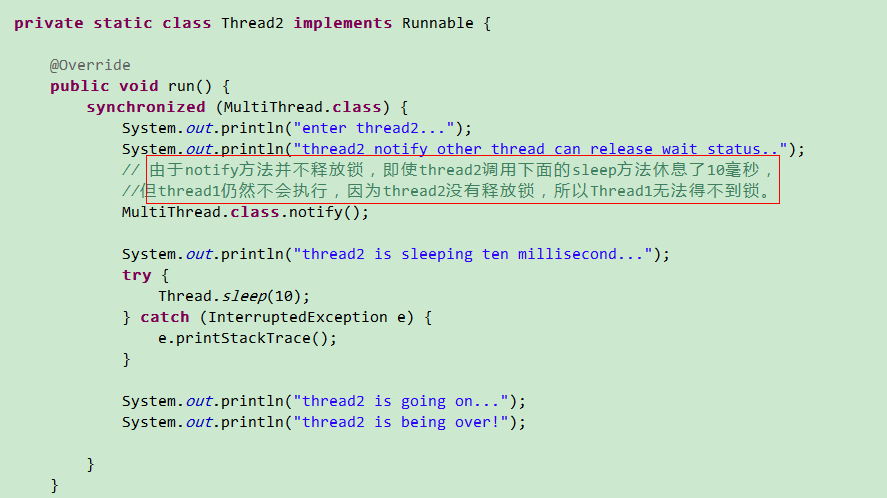 private static class Thread2 implements Runnable {
@Override
public void run() {
synchronized (MultiThread.class) {
System.out.println("enter thread2...");
System.out.println("thread2 notify other thread can release wait status..");
// 由于notify方法并不释放锁，即使thread2调用下面的sleep方法休息了10毫秒，
//但thread1仍然不会执行，因为thread2没有释放锁，所以Thread1无法得不到锁。
MultiThread.class.notify();
System.out.println("thread2 is sleeping ten millisecond...");
try {
Thread.sleep(10);
} catch (InterruptedException e) {
e.printStackTrace();
}
System.out.println("thread2 is going on...");
System.out.println("thread2 is being over!");
}
}